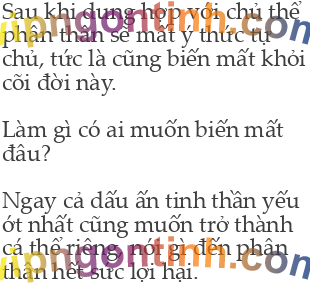 Sau khi dung hợp với chủ thể
phân thân sẽ mất ý thức tự
chủ, tức là cũng biến mất khỏi
cõi đời này.
Làm gì có ai muốn biến mất
đâu?
Ngay cả dấu ấn tinh thần yếu
ớt nhất cũng muốn trở thành
cá thể riêng, nói gì đến phân
thân hết sức lợi hại.
vipngontinh.com
vipngontinh.com